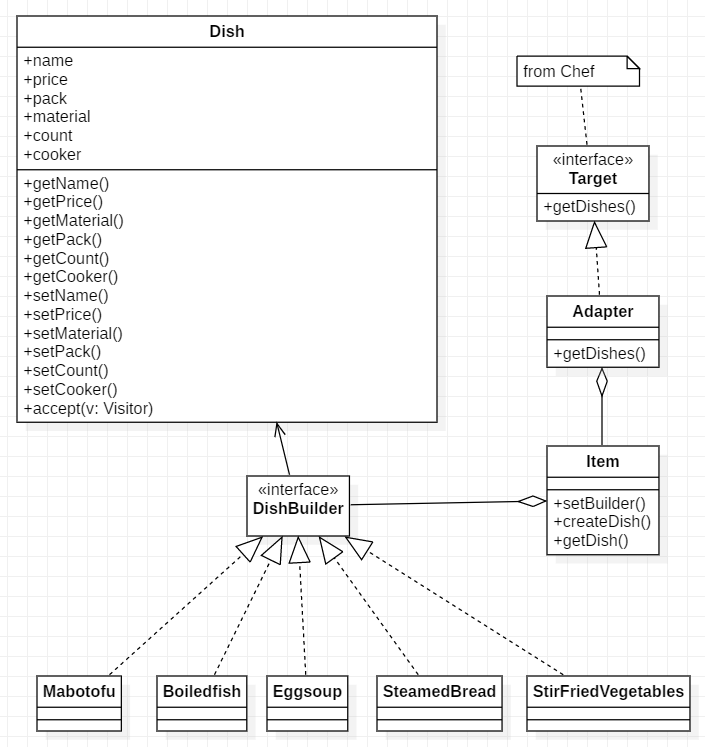 Dish
+name
+price
+pack
+material
+count
+cooker
+getName()
+getPrice()
+getMaterial()
+getPack()
+getCount()
+getCooker()
+setName()
+setPrice()
+setMaterial()
+setPack()
+setCount()
+setCooker()
+accept(v: Visitor)
from Chef
«interface»
Target
+getDishes()
Adapter
+getDishes()
Item
+setBuilder()
+createDish()
+getDish()
«interface»
DishBuilder
Mabotofu
Boiledfish
Eggsoup
SteamedBread
StirFriedVegetables